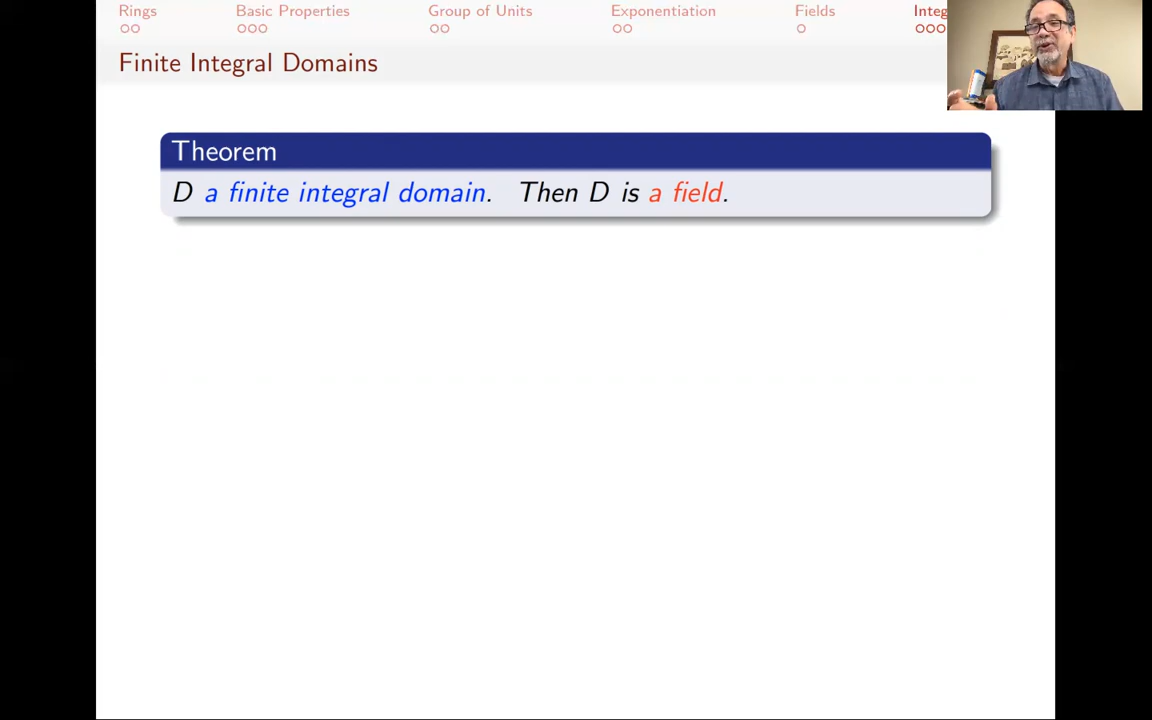 Rings Basic Properties Group of Units Exponentiation Fields Integ
Finite Integral Domains
Theorem
D a finite integral domain. Then D is a field.